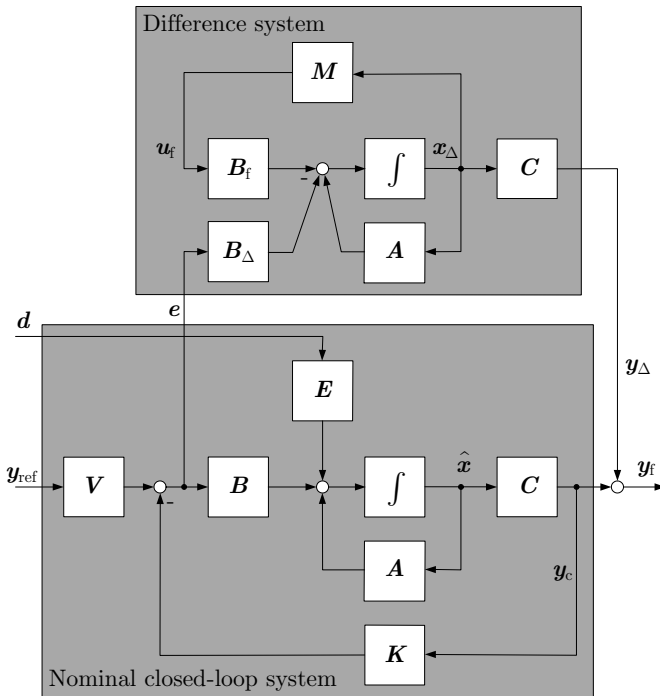 Difference system
M
u_f
x_Δ
B_f
∫
C
-
B_Δ
A
e
d
E
y_Δ
y_ref
V
B
∫
x̂
C
y_f
-
A
y_c
K
Nominal closed-loop system